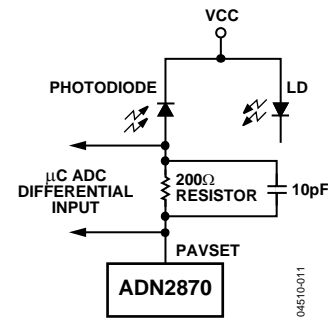 VCC
PHOTODIODE
LD
μC ADC
DIFFERENTIAL
INPUT
200Ω
RESISTOR
10pF
PAVSET
ADN2870
04510-011